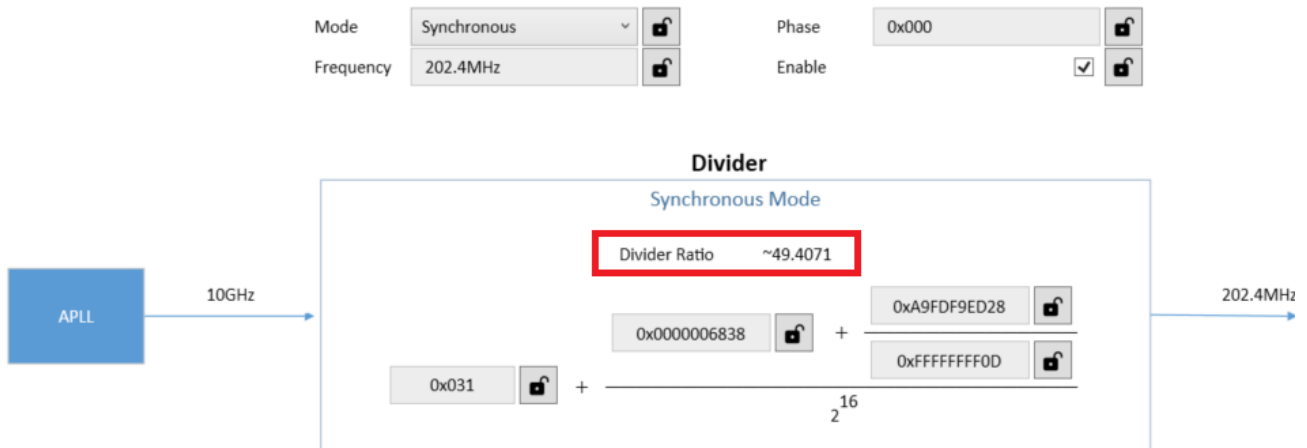 Mode Synchronous Phase 0x000
Frequency 202.4MHz Enable
Divider
Synchronous Mode
Divider Ratio ~49.4071
10GHz
202.4MHz
APLL
0xA9FDF9ED28
0x0000006838 +
0xFFFFFFFF0D
0x031 +
2^16